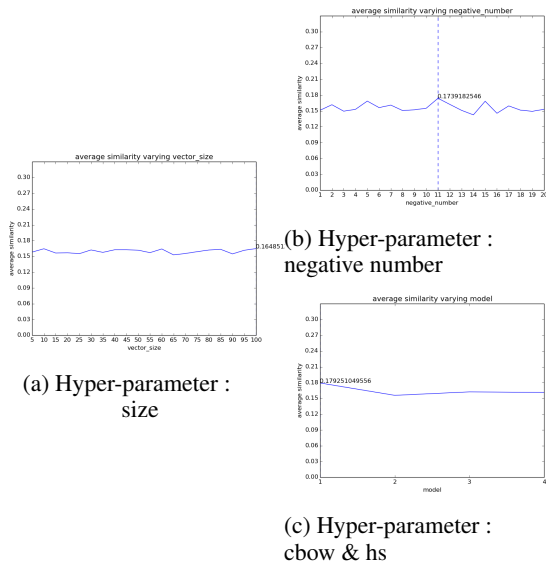 average similarity varying vector_size
average similarity
0.30
0.27
0.24
0.21
0.18
0.15
0.12
0.09
0.06
0.03
0.00
0.164851
5 10 15 20 25 30 35 40 45 50 55 60 65 70 75 80 85 90 95 100
vector_size
(a) Hyper-parameter :
size
average similarity varying negative_number
average similarity
0.30
0.27
0.24
0.21
0.18
0.15
0.12
0.09
0.06
0.03
0.00
0.1739182546
1 2 3 4 5 6 7 8 9 10 11 12 13 14 15 16 17 18 19 20
negative_number
(b) Hyper-parameter :
negative number
average similarity varying model
average similarity
0.30
0.27
0.24
0.21
0.18
0.15
0.12
0.09
0.06
0.03
0.00
0.179251049556
1 2 3 4
model
(c) Hyper-parameter :
cbow & hs